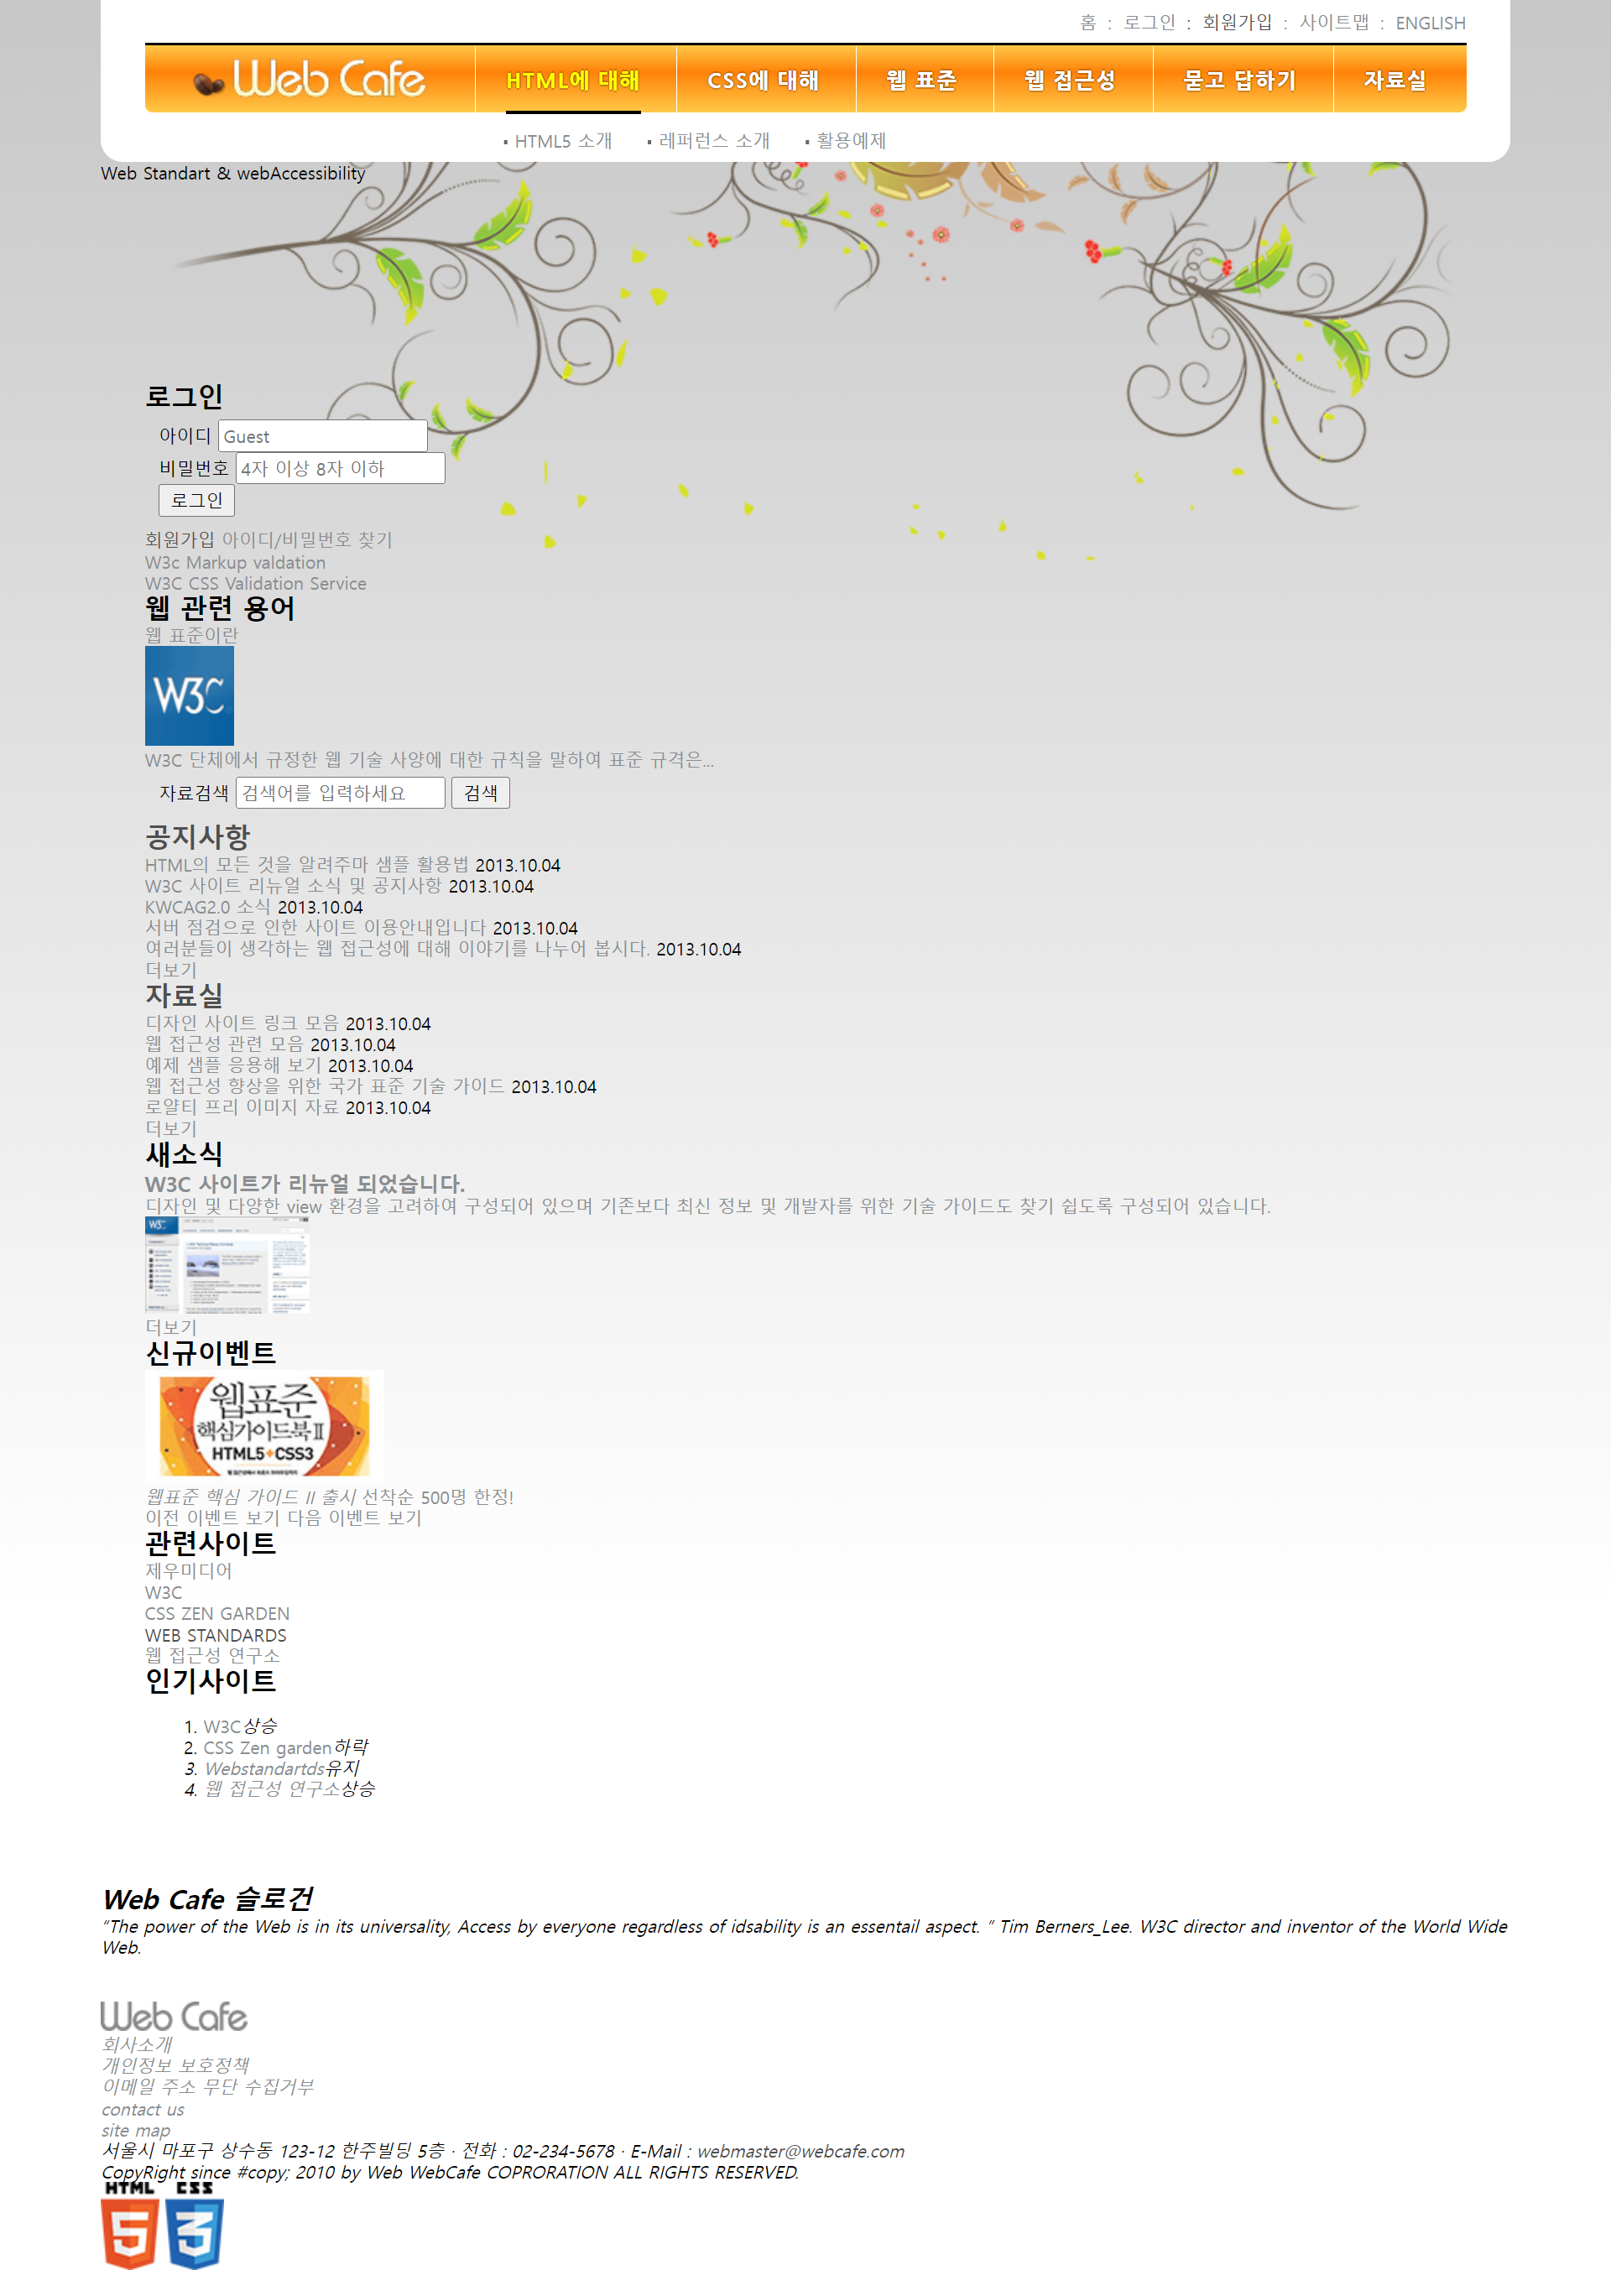 홈 : 로그인 : 회원가입 : 사이트맵 : ENGLISH
Web Cafe HTML에 대해 CSS에 대해 웹 표준 웹 접근성 묻고 답하기 자료실
▪ HTML5 소개 ▪ 레퍼런스 소개 ▪ 활용예제
Web Standart & webAccessibility
로그인
아이디 Guest
비밀번호 4자 이상 8자 이하
로그인
회원가입 아이디/비밀번호 찾기
W3c Markup valdation
W3C CSS Validation Service
웹 관련 용어
웹 표준이란
W3C
W3C 단체에서 규정한 웹 기술 사양에 대한 규칙을 말하여 표준 규격은...
자료검색 검색어를 입력하세요 검색
공지사항
HTML의 모든 것을 알려주마 샘플 활용법 2013.10.04
W3C 사이트 리뉴얼 소식 및 공지사항 2013.10.04
KWCAG2.0 소식 2013.10.04
서버 점검으로 인한 사이트 이용안내입니다 2013.10.04
여러분들이 생각하는 웹 접근성에 대해 이야기를 나누어 봅시다. 2013.10.04
더보기
자료실
디자인 사이트 링크 모음 2013.10.04
웹 접근성 관련 모음 2013.10.04
예제 샘플 응용해 보기 2013.10.04
웹 접근성 향상을 위한 국가 표준 기술 가이드 2013.10.04
로얄티 프리 이미지 자료 2013.10.04
더보기
새소식
W3C 사이트가 리뉴얼 되었습니다.
디자인 및 다양한 view 환경을 고려하여 구성되어 있으며 기존보다 최신 정보 및 개발자를 위한 기술 가이드도 찾기 쉽도록 구성되어 있습니다.
W3C
더보기
신규이벤트
웹표준
핵심가이드북II
HTML5+CSS3
웹표준 핵심 가이드 II 출시 선착순 500명 한정!
이전 이벤트 보기 다음 이벤트 보기
관련사이트
제우미디어
W3C
CSS ZEN GARDEN
WEB STANDARDS
웹 접근성 연구소
인기사이트
1. W3C상승
2. CSS Zen garden하락
3. Webstandartds유지
4. 웹 접근성 연구소상승
Web Cafe 슬로건
“The power of the Web is in its universality, Access by everyone regardless of idsability is an essentail aspect. ” Tim Berners_Lee. W3C director and inventor of the World Wide
Web.
Web Cafe
회사소개
개인정보 보호정책
이메일 주소 무단 수집거부
contact us
site map
서울시 마포구 상수동 123-12 한주빌딩 5층 · 전화 : 02-234-5678 · E-Mail : webmaster@webcafe.com
CopyRight since #copy; 2010 by Web WebCafe COPRORATION ALL RIGHTS RESERVED.
HTML CSS
5 3